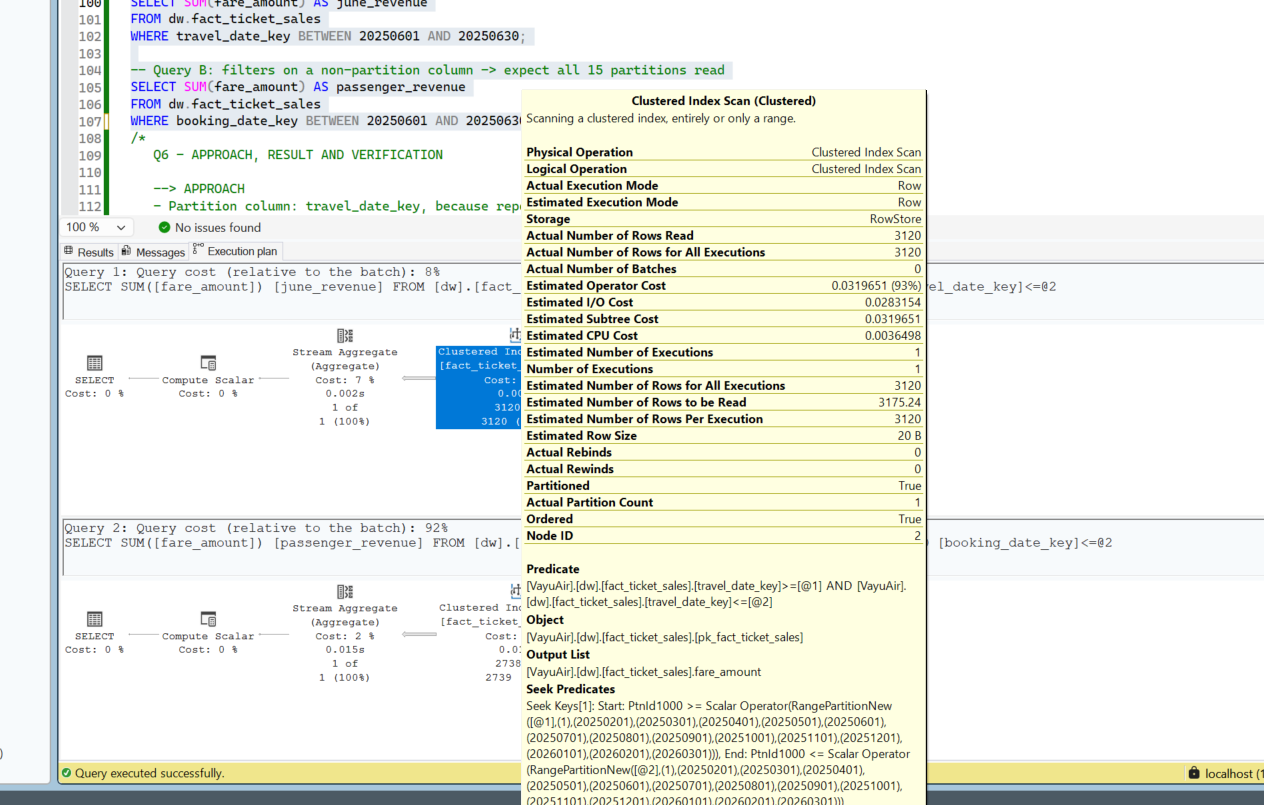 100 SELECT SUM(fare_amount) AS june_revenue
101 FROM dw.fact_ticket_sales
102 WHERE travel_date_key BETWEEN 20250601 AND 20250630;
103
104 -- Query B: filters on a non-partition column -> expect all 15 partitions read
105 SELECT SUM(fare_amount) AS passenger_revenue
106 FROM dw.fact_ticket_sales
107 WHERE booking_date_key BETWEEN 20250601 AND 2025063
108 /*
109 Q6 - APPROACH, RESULT AND VERIFICATION
110
111 --> APPROACH
112 - Partition column: travel_date_key, because rep
100 %
No issues found
Results Messages Execution plan
Query 1: Query cost (relative to the batch): 8%
SELECT SUM([fare_amount]) [june_revenue] FROM [dw].[fact_
el_date_key]<=@2
SELECT
Cost: 0 %
Compute Scalar
Cost: 0 %
Stream Aggregate
(Aggregate)
Cost: 7 %
0.002s
1 of
1 (100%)
Clustered In
[fact_ticket_
Cost:
0.00
3120
3120 (
Query 2: Query cost (relative to the batch): 92%
SELECT SUM([fare_amount]) [passenger_revenue] FROM [dw].[
[booking_date_key]<=@2
SELECT
Cost: 0 %
Compute Scalar
Cost: 0 %
Stream Aggregate
(Aggregate)
Cost: 2 %
0.015s
1 of
1 (100%)
Clustered In
[fact_ticket_
Cost:
2738
2739
Clustered Index Scan (Clustered)
Scanning a clustered index, entirely or only a range.
Physical Operation Clustered Index Scan
Logical Operation Clustered Index Scan
Actual Execution Mode Row
Estimated Execution Mode Row
Storage RowStore
Actual Number of Rows Read 3120
Actual Number of Rows for All Executions 3120
Actual Number of Batches 0
Estimated Operator Cost 0.0319651 (93%)
Estimated I/O Cost 0.0283154
Estimated Subtree Cost 0.0319651
Estimated CPU Cost 0.0036498
Estimated Number of Executions 1
Number of Executions 1
Estimated Number of Rows for All Executions 3120
Estimated Number of Rows to be Read 3175.24
Estimated Number of Rows Per Execution 3120
Estimated Row Size 20 B
Actual Rebinds 0
Actual Rewinds 0
Partitioned True
Actual Partition Count 1
Ordered True
Node ID 2
Predicate
[VayuAir].[dw].[fact_ticket_sales].[travel_date_key]>=[@1] AND [VayuAir].
[dw].[fact_ticket_sales].[travel_date_key]<=[@2]
Object
[VayuAir].[dw].[fact_ticket_sales].[pk_fact_ticket_sales]
Output List
[VayuAir].[dw].[fact_ticket_sales].fare_amount
Seek Predicates
Seek Keys[1]: Start: PtnId1000 >= Scalar Operator(RangePartitionNew
([@1],(1),(20250201),(20250301),(20250401),(20250501),(20250601),
(20250701),(20250801),(20250901),(20251001),(20251101),(20251201),
(20260101),(20260201),(20260301))), End: PtnId1000 <= Scalar Operator
(RangePartitionNew([@2],(1),(20250201),(20250301),(20250401),
(20250501),(20250601),(20250701),(20250801),(20250901),(20251001),
(20251101),(20251201),(20260101),(20260201),(20260301)))
Query executed successfully.
localhost (1